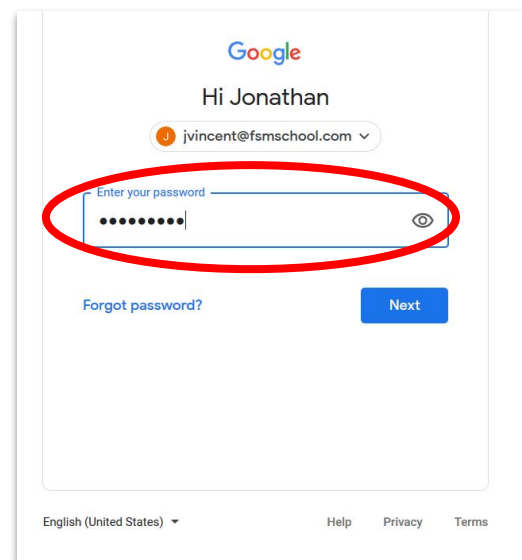 Google
Hi Jonathan
J jvincent@fsmschool.com
Enter your password
•••••••••
Forgot password? Next
English (United States) Help Privacy Terms